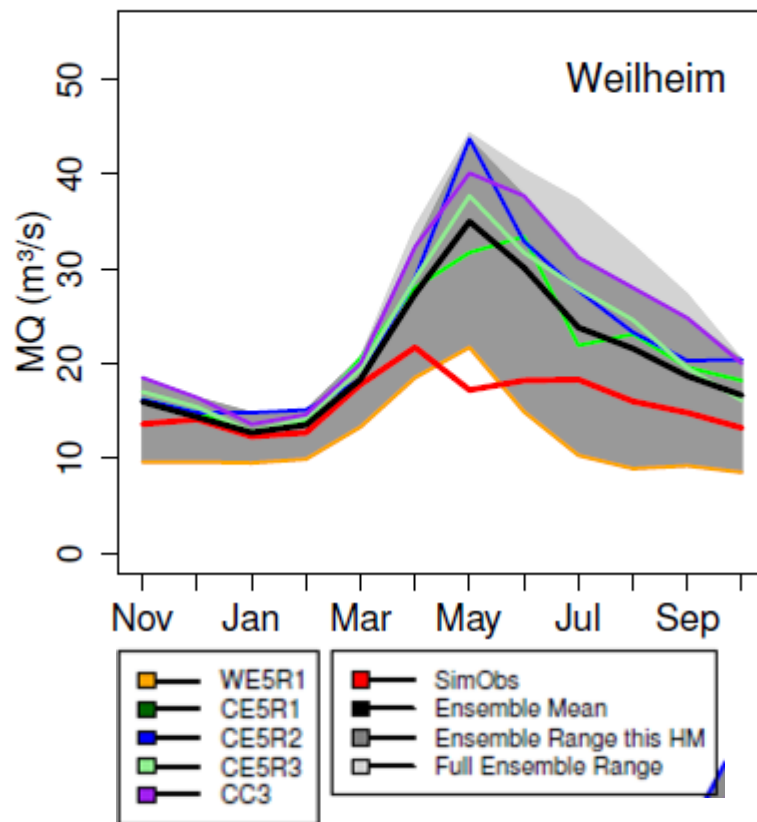 Weilheim
MQ (m³/s)
50
40
30
20
10
0
Nov Jan Mar May Jul Sep
WE5R1
CE5R1
CE5R2
CE5R3
CC3
SimObs
Ensemble Mean
Ensemble Range this HM
Full Ensemble Range